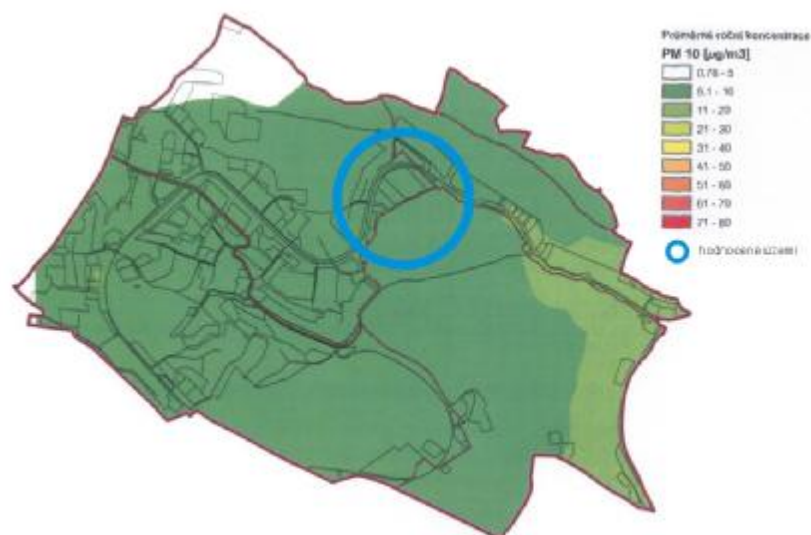 Průměrné roční koncentrace
PM 10 [µg/m3]
0,78 - 5
5,1 - 10
11 - 20
21 - 30
31 - 40
41 - 50
51 - 60
61 - 70
71 - 80
hodnocené území